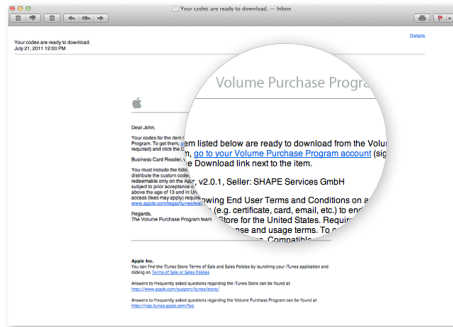 Your codes are ready to download. — Inbox
Details
Your codes are ready to download.
July 21, 2011 12:00 PM
Volume Purchase Progra
Dear John,
Your codes for the item l
Program. To get them,
required) and click the D
Business Card Reader,
You must include the follo
distribute the custom code
redeemable only on the App
subject to prior acceptance o
above the age of 13 and in Un
access (fees may apply) require
www.apple.com/legal/itunes/ww
Regards,
The Volume Purchase Program team
em listed below are ready to download from the Volu
m, go to your Volume Purchase Program account (sig
e Download link next to the item.
v2.0.1, Seller: SHAPE Services GmbH
owing End User Terms and Conditions on a
(e.g. certificate, card, email, etc.) to en
Store for the United States. Requir
se and usage terms. To
Compatible
Apple Inc.
You can find the iTunes Store Terms of Sale and Sales Policies by launching your iTunes application and
clicking on Terms of Sale or Sales Policies
Answers to frequently asked questions regarding the iTunes Store can be found at
http://www.apple.com/support/itunes/store/
Answers to frequently asked questions regarding the Volume Purchase Program can be found at
http://vpp.itunes.apple.com/faq